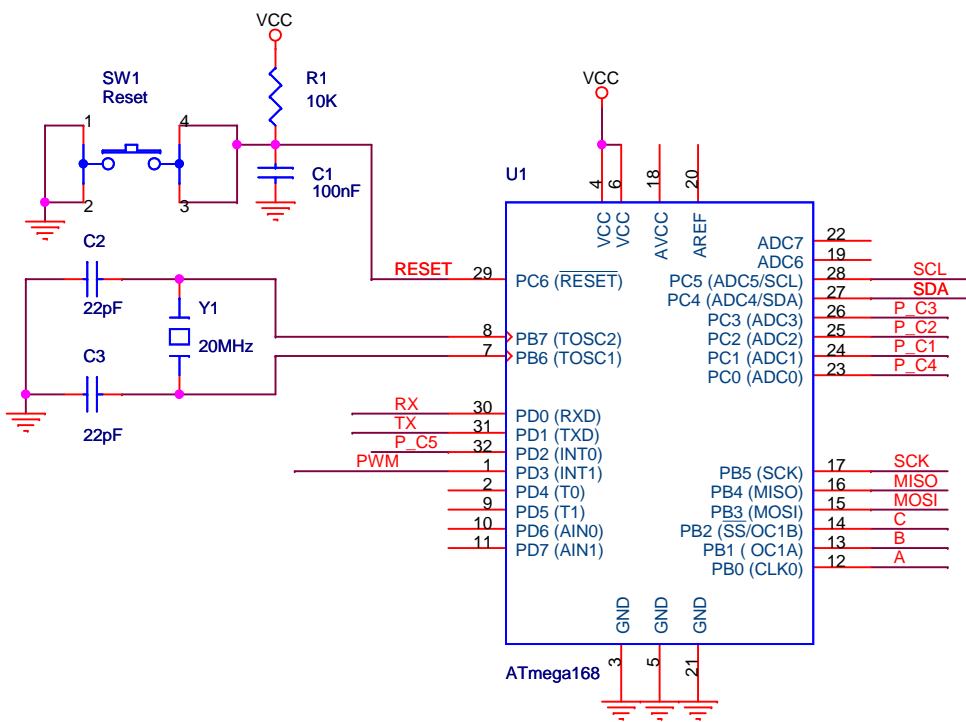 VCC
SW1
Reset
R1
10K
1
4
2
3
C1
100nF
VCC
U1
4
6
18
20
VCC
VCC
AVCC
AREF
C2
22pF
Y1
20MHz
C3
22pF
RESET 29 PC6 (RESET)
8 PB7 (TOSC2)
7 PB6 (TOSC1)
RX 30 PD0 (RXD)
TX 31 PD1 (TXD)
P_C5 32 PD2 (INT0)
PWM 1 PD3 (INT1)
2 PD4 (T0)
9 PD5 (T1)
10 PD6 (AIN0)
11 PD7 (AIN1)
ADC7 22
ADC6 19
PC5 (ADC5/SCL) 28 SCL
PC4 (ADC4/SDA) 27 SDA
PC3 (ADC3) 26 P_C3
PC2 (ADC2) 25 P_C2
PC1 (ADC1) 24 P_C1
PC0 (ADC0) 23 P_C4
PB5 (SCK) 17 SCK
PB4 (MISO) 16 MISO
PB3 (MOSI) 15 MOSI
PB2 (SS/OC1B) 14 C
PB1 ( OC1A) 13 B
PB0 (CLK0) 12 A
GND
GND
GND
3
5
21
ATmega168